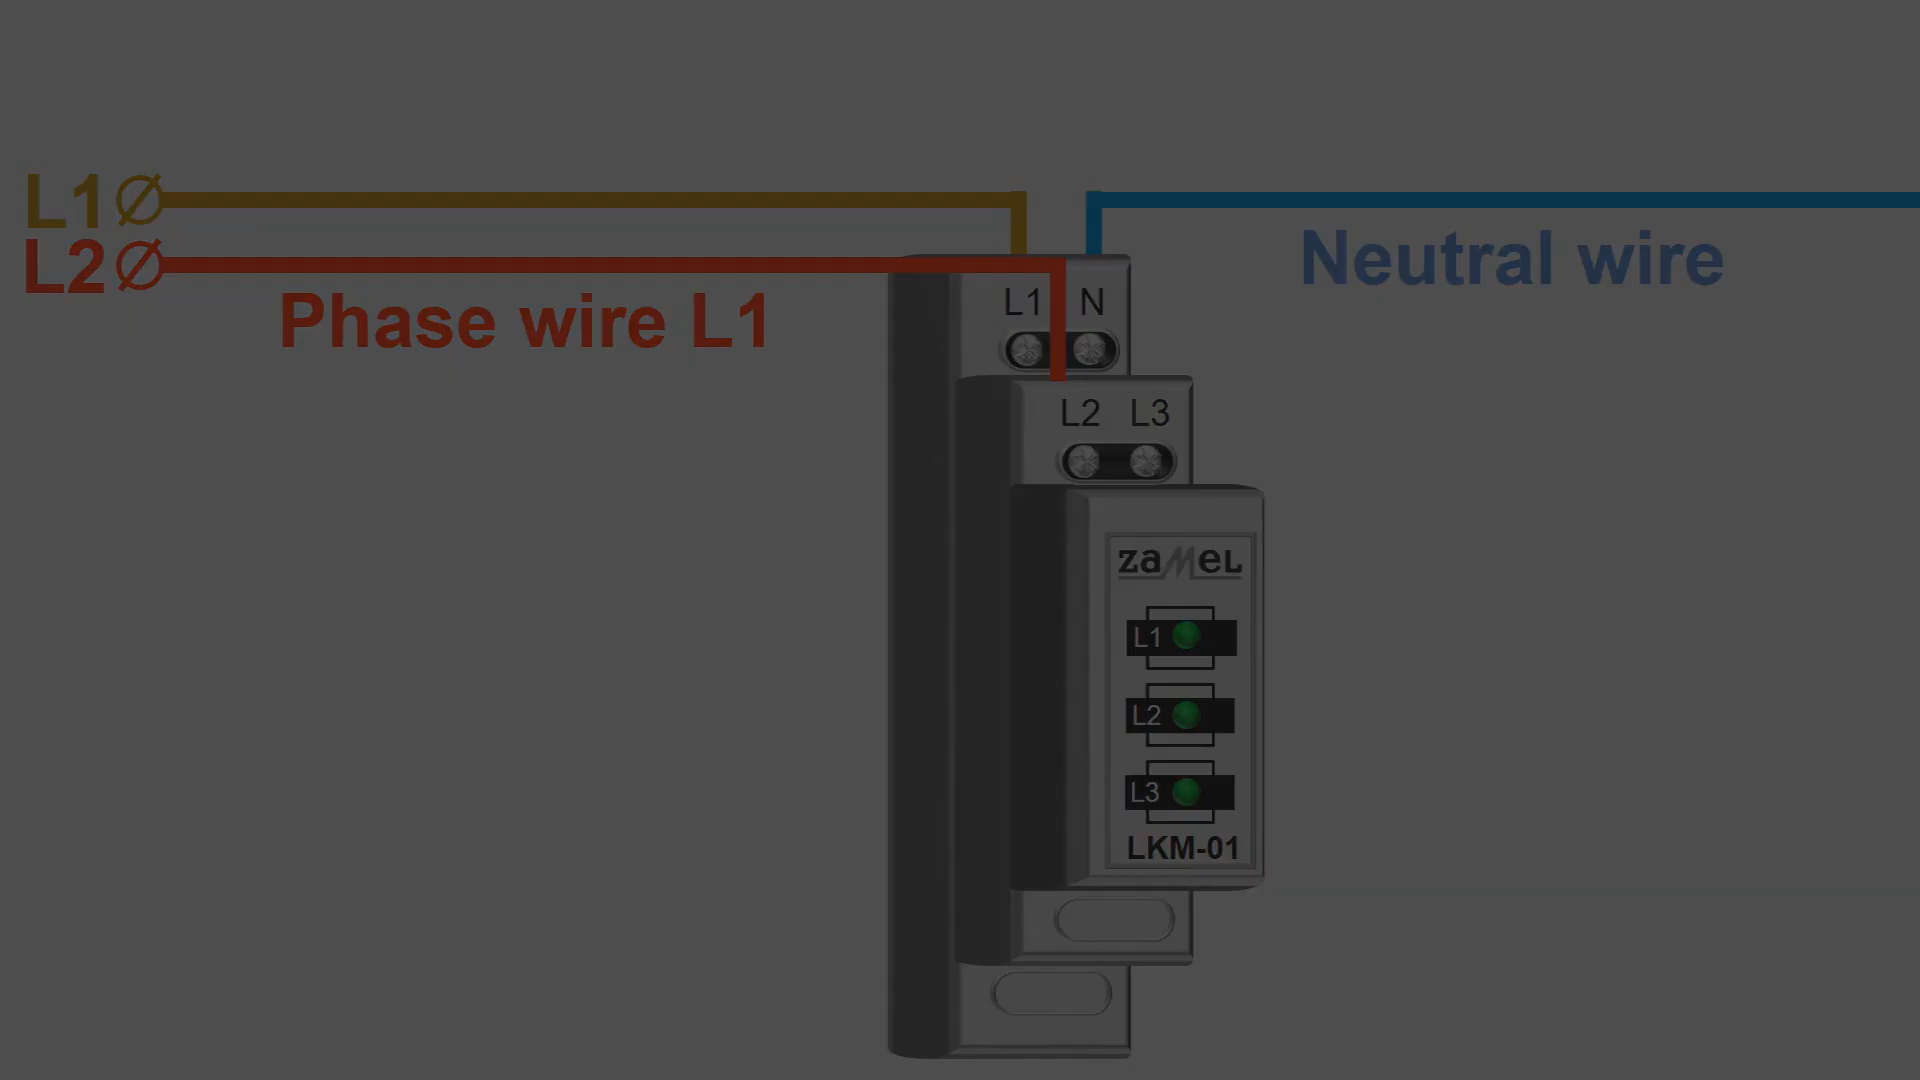 L1
L2
Phase wire L1
Neutral wire
L1 N
L2 L3
zamel
L1
L2
L3
LKM-01